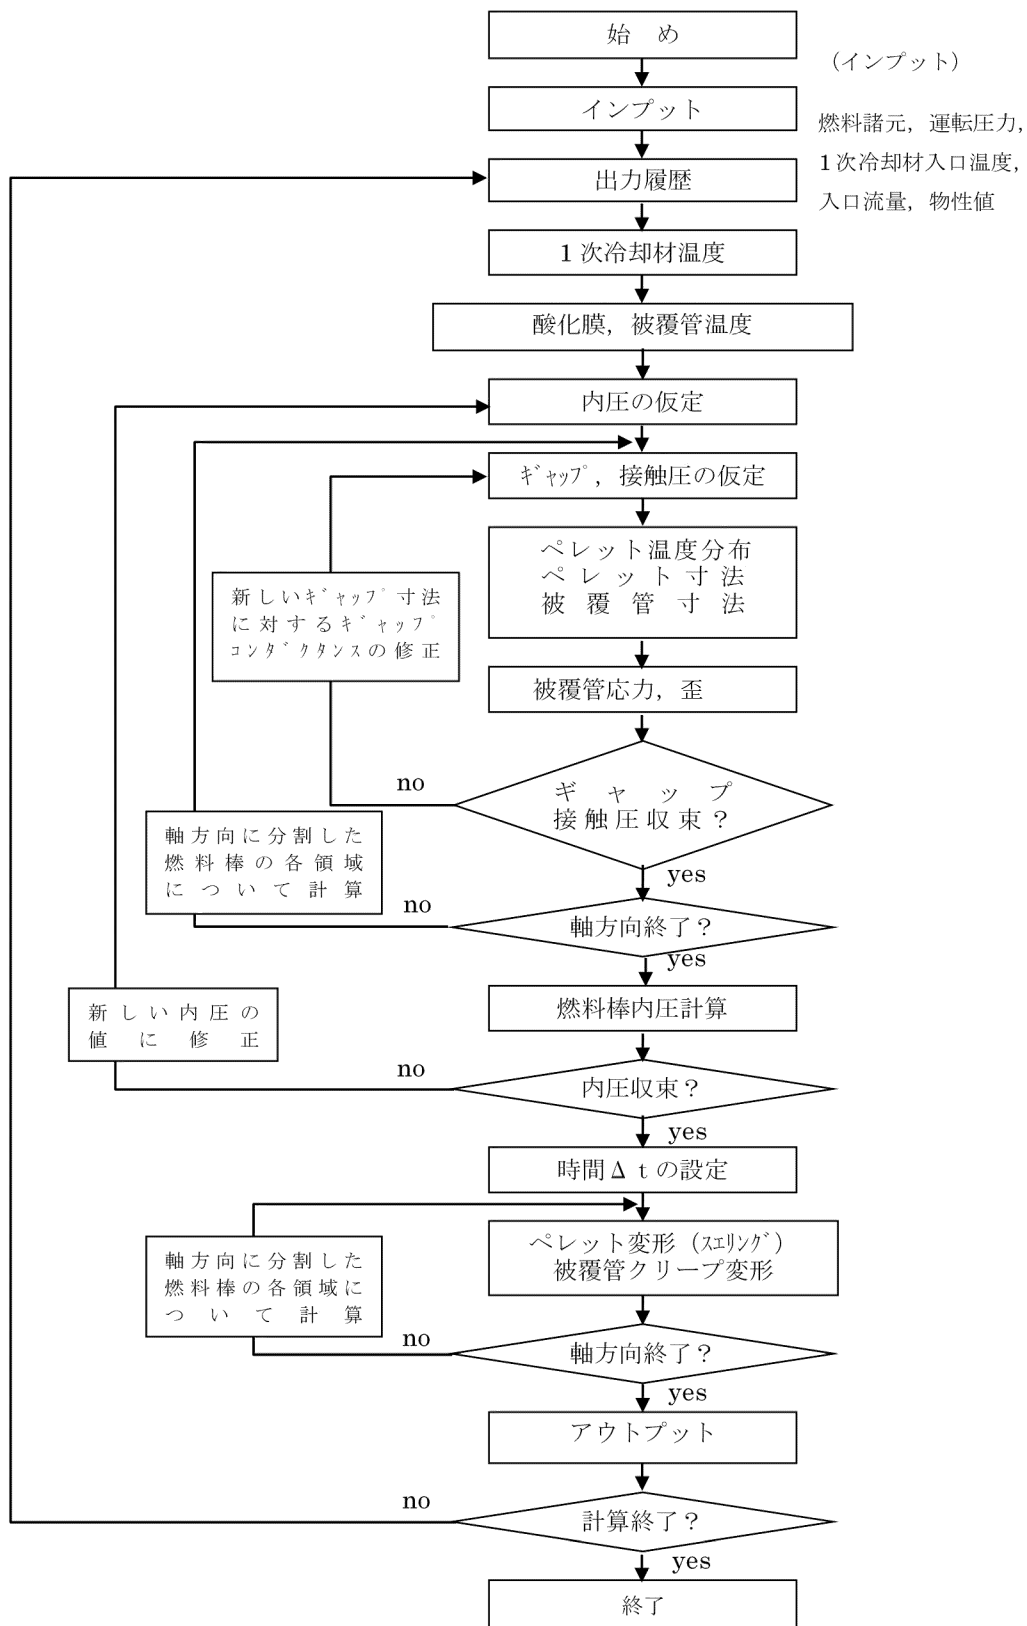 始　め
（インプット）
インプット
燃料諸元，運転圧力，
1次冷却材入口温度，
入口流量，物性値
出力履歴
1次冷却材温度
酸化膜，被覆管温度
内圧の仮定
ｷﾞｬｯﾌﾟ，接触圧の仮定
ペレット温度分布
ペレット寸法
被覆管寸法
新しいｷﾞｬｯﾌﾟ寸法
に対するｷﾞｬｯﾌﾟ
ｺﾝﾀﾞｸﾀﾝｽの修正
被覆管応力，歪
no
ギャップ
接触圧収束？
yes
軸方向に分割した
燃料棒の各領域
について計算
no
軸方向終了？
yes
燃料棒内圧計算
新しい内圧の
値に修正
no
内圧収束？
yes
時間Δｔの設定
ペレット変形（ｽｴﾘﾝｸﾞ）
被覆管クリープ変形
軸方向に分割した
燃料棒の各領域に
ついて計算
no
軸方向終了？
yes
アウトプット
no
計算終了？
yes
終了